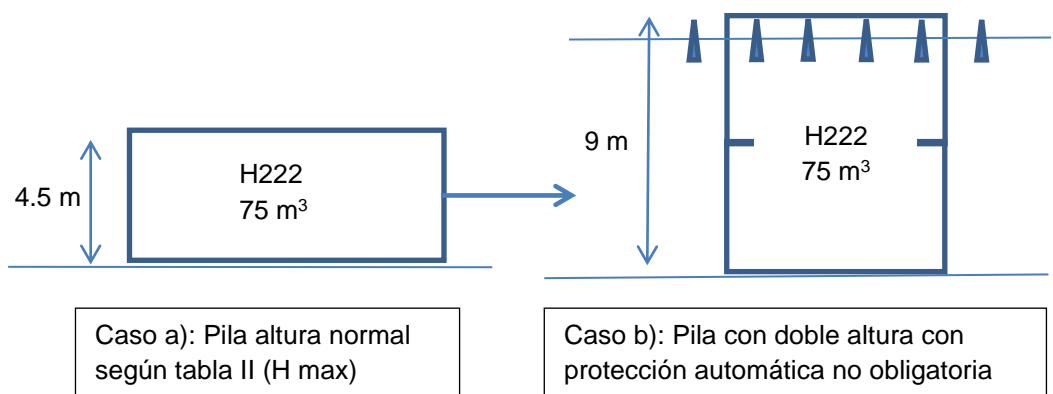 4.5 m
H222
75 m³
9 m
H222
75 m³
Caso a): Pila altura normal
según tabla II (H max)
Caso b): Pila con doble altura con
protección automática no obligatoria